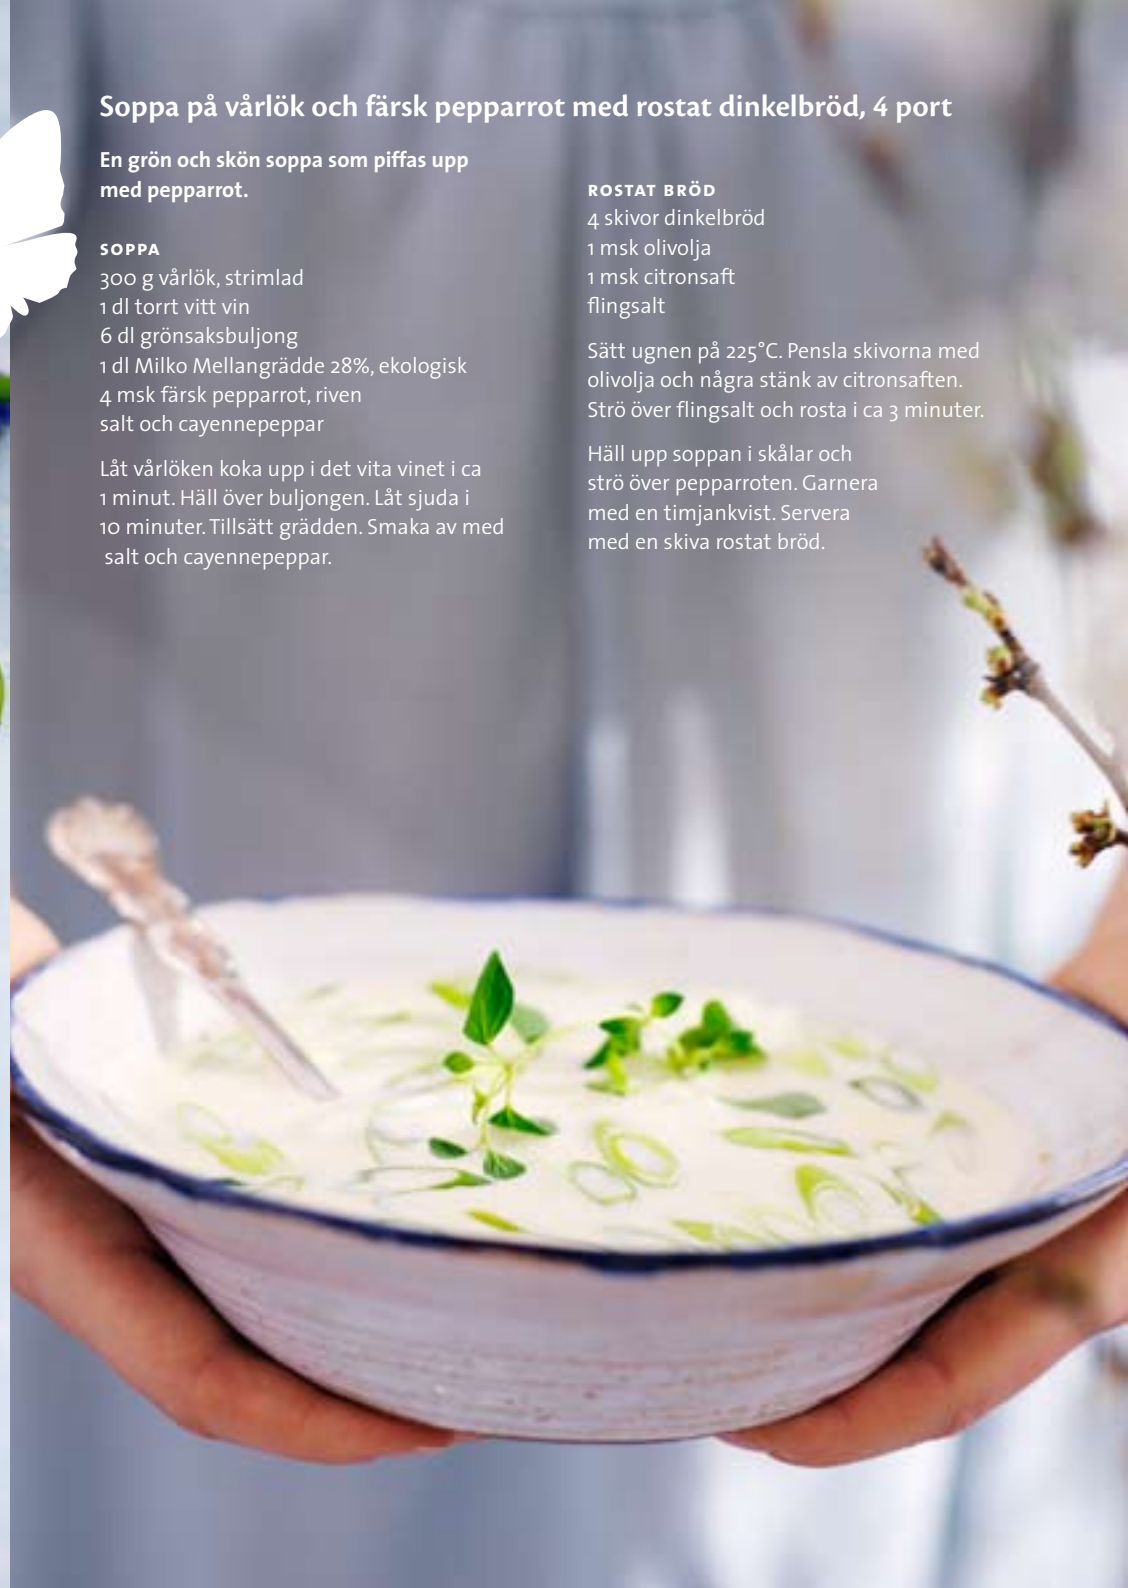 Soppa på vårlök och färsk pepparrot med rostat dinkelbröd, 4 port
En grön och skön soppa som piffas upp
med pepparrot.
SOPPA
300 g vårlök, strimlad
1 dl torrt vitt vin
6 dl grönsaksbuljong
1 dl Milko Mellangrädde 28%, ekologisk
4 msk färsk pepparrot, riven
salt och cayennepeppar
Låt vårlöken koka upp i det vita vinet i ca
1 minut. Häll över buljongen. Låt sjuda i
10 minuter. Tillsätt grädden. Smaka av med
salt och cayennepeppar.
ROSTAT BRÖD
4 skivor dinkelbröd
1 msk olivolja
1 msk citronsaft
flingsalt
Sätt ugnen på 225°C. Pensla skivorna med
olivolja och några stänk av citronsaften.
Strö över flingsalt och rosta i ca 3 minuter.
Häll upp soppan i skålar och
strö över pepparroten. Garnera
med en timjankvist. Servera
med en skiva rostat bröd.